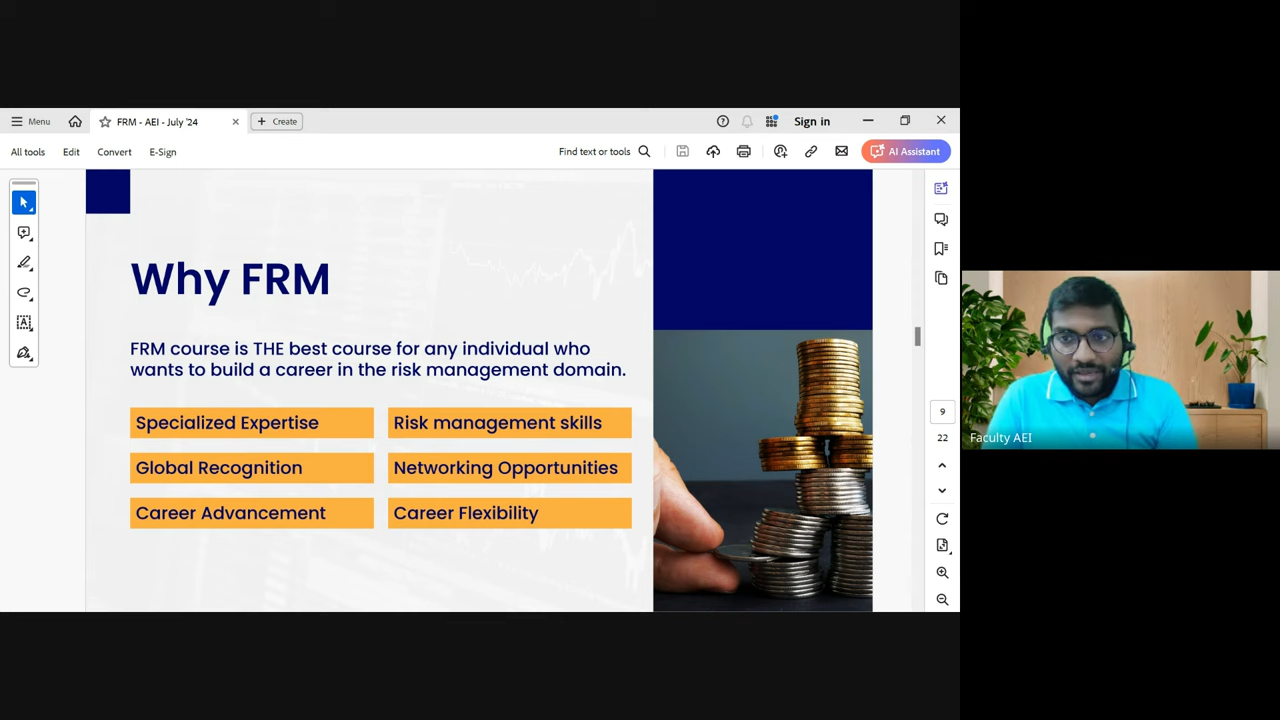 Menu
FRM - AEI - July '24
Create
Sign in
All tools
Edit
Convert
E-Sign
Find text or tools
AI Assistant
Why FRM
FRM course is THE best course for any individual who
wants to build a career in the risk management domain.
Specialized Expertise
Risk management skills
Global Recognition
Networking Opportunities
Career Advancement
Career Flexibility
9
22
Faculty AEI